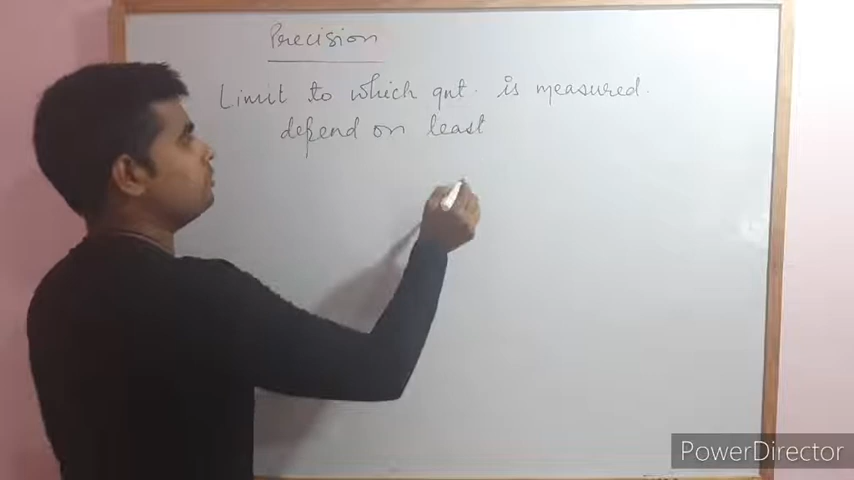 Precision
Limit to which qnt. is measured.
depend on least
PowerDirector